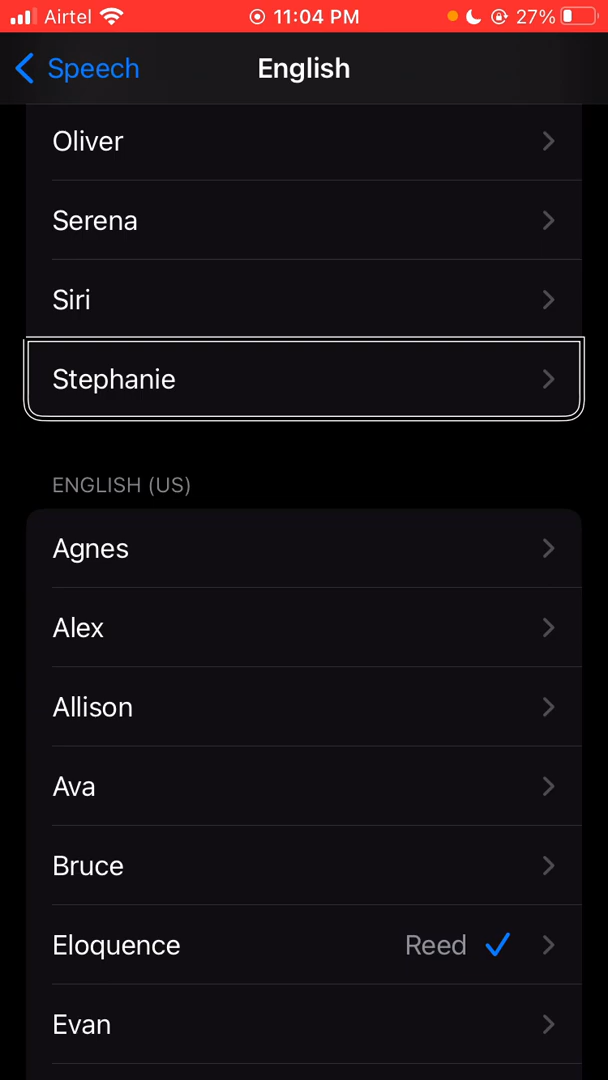 Airtel 11:04 PM 27%
Speech English
Oliver
Serena
Siri
Stephanie
ENGLISH (US)
Agnes
Alex
Allison
Ava
Bruce
Eloquence Reed
Evan